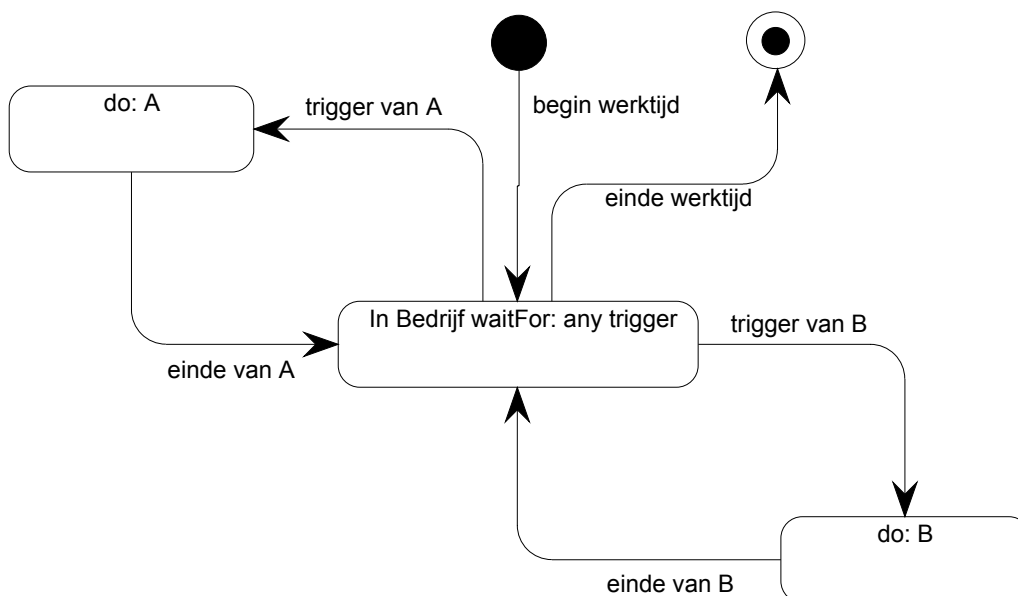 do: A
trigger van A
begin werktijd
einde werktijd
In Bedrijf waitFor: any trigger
trigger van B
einde van A
do: B
einde van B